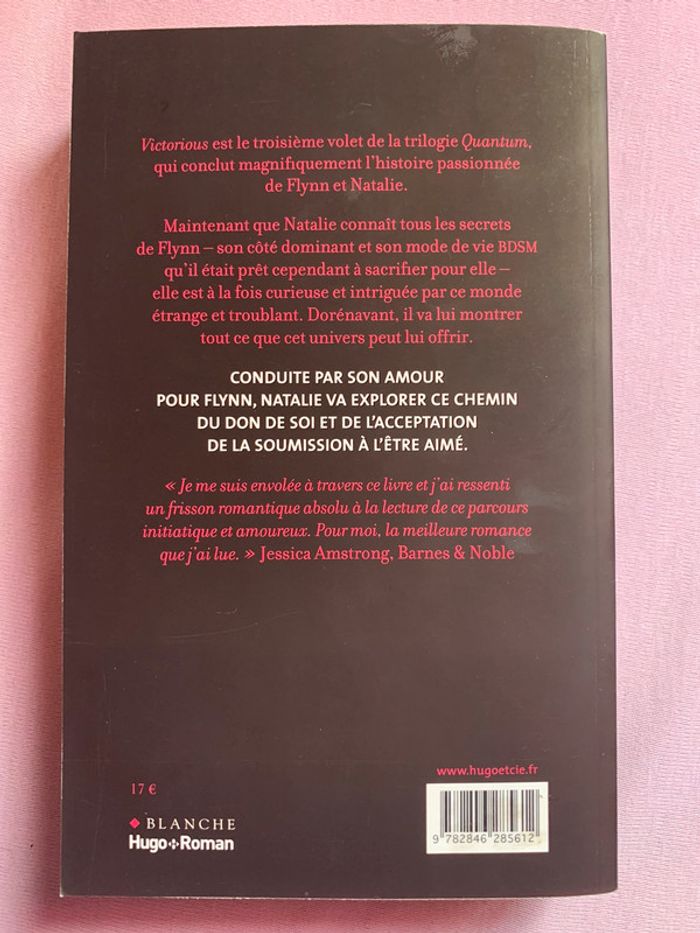 Victorious est le troisième volet de la trilogie Quantum,
qui conclut magnifiquement l'histoire passionnée
de Flynn et Natalie.
Maintenant que Natalie connaît tous les secrets
de Flynn – son côté dominant et son mode de vie BDSM
qu'il était prêt cependant à sacrifier pour elle –
elle est à la fois curieuse et intriguée par ce monde
étrange et troublant. Dorénavant, il va lui montrer
tout ce que cet univers peut lui offrir.
CONDUITE PAR SON AMOUR
POUR FLYNN, NATALIE VA EXPLORER CE CHEMIN
DU DON DE SOI ET DE L'ACCEPTATION
DE LA SOUMISSION À L'ÊTRE AIMÉ.
« Je me suis envolée à travers ce livre et j'ai ressenti
un frisson romantique absolu à la lecture de ce parcours
initiatique et amoureux. Pour moi, la meilleure romance
que j'ai lue. » Jessica Amstrong, Barnes & Noble
www.hugoetcie.fr
17 €
BLANCHE
Hugo+Roman
9 782846 285612